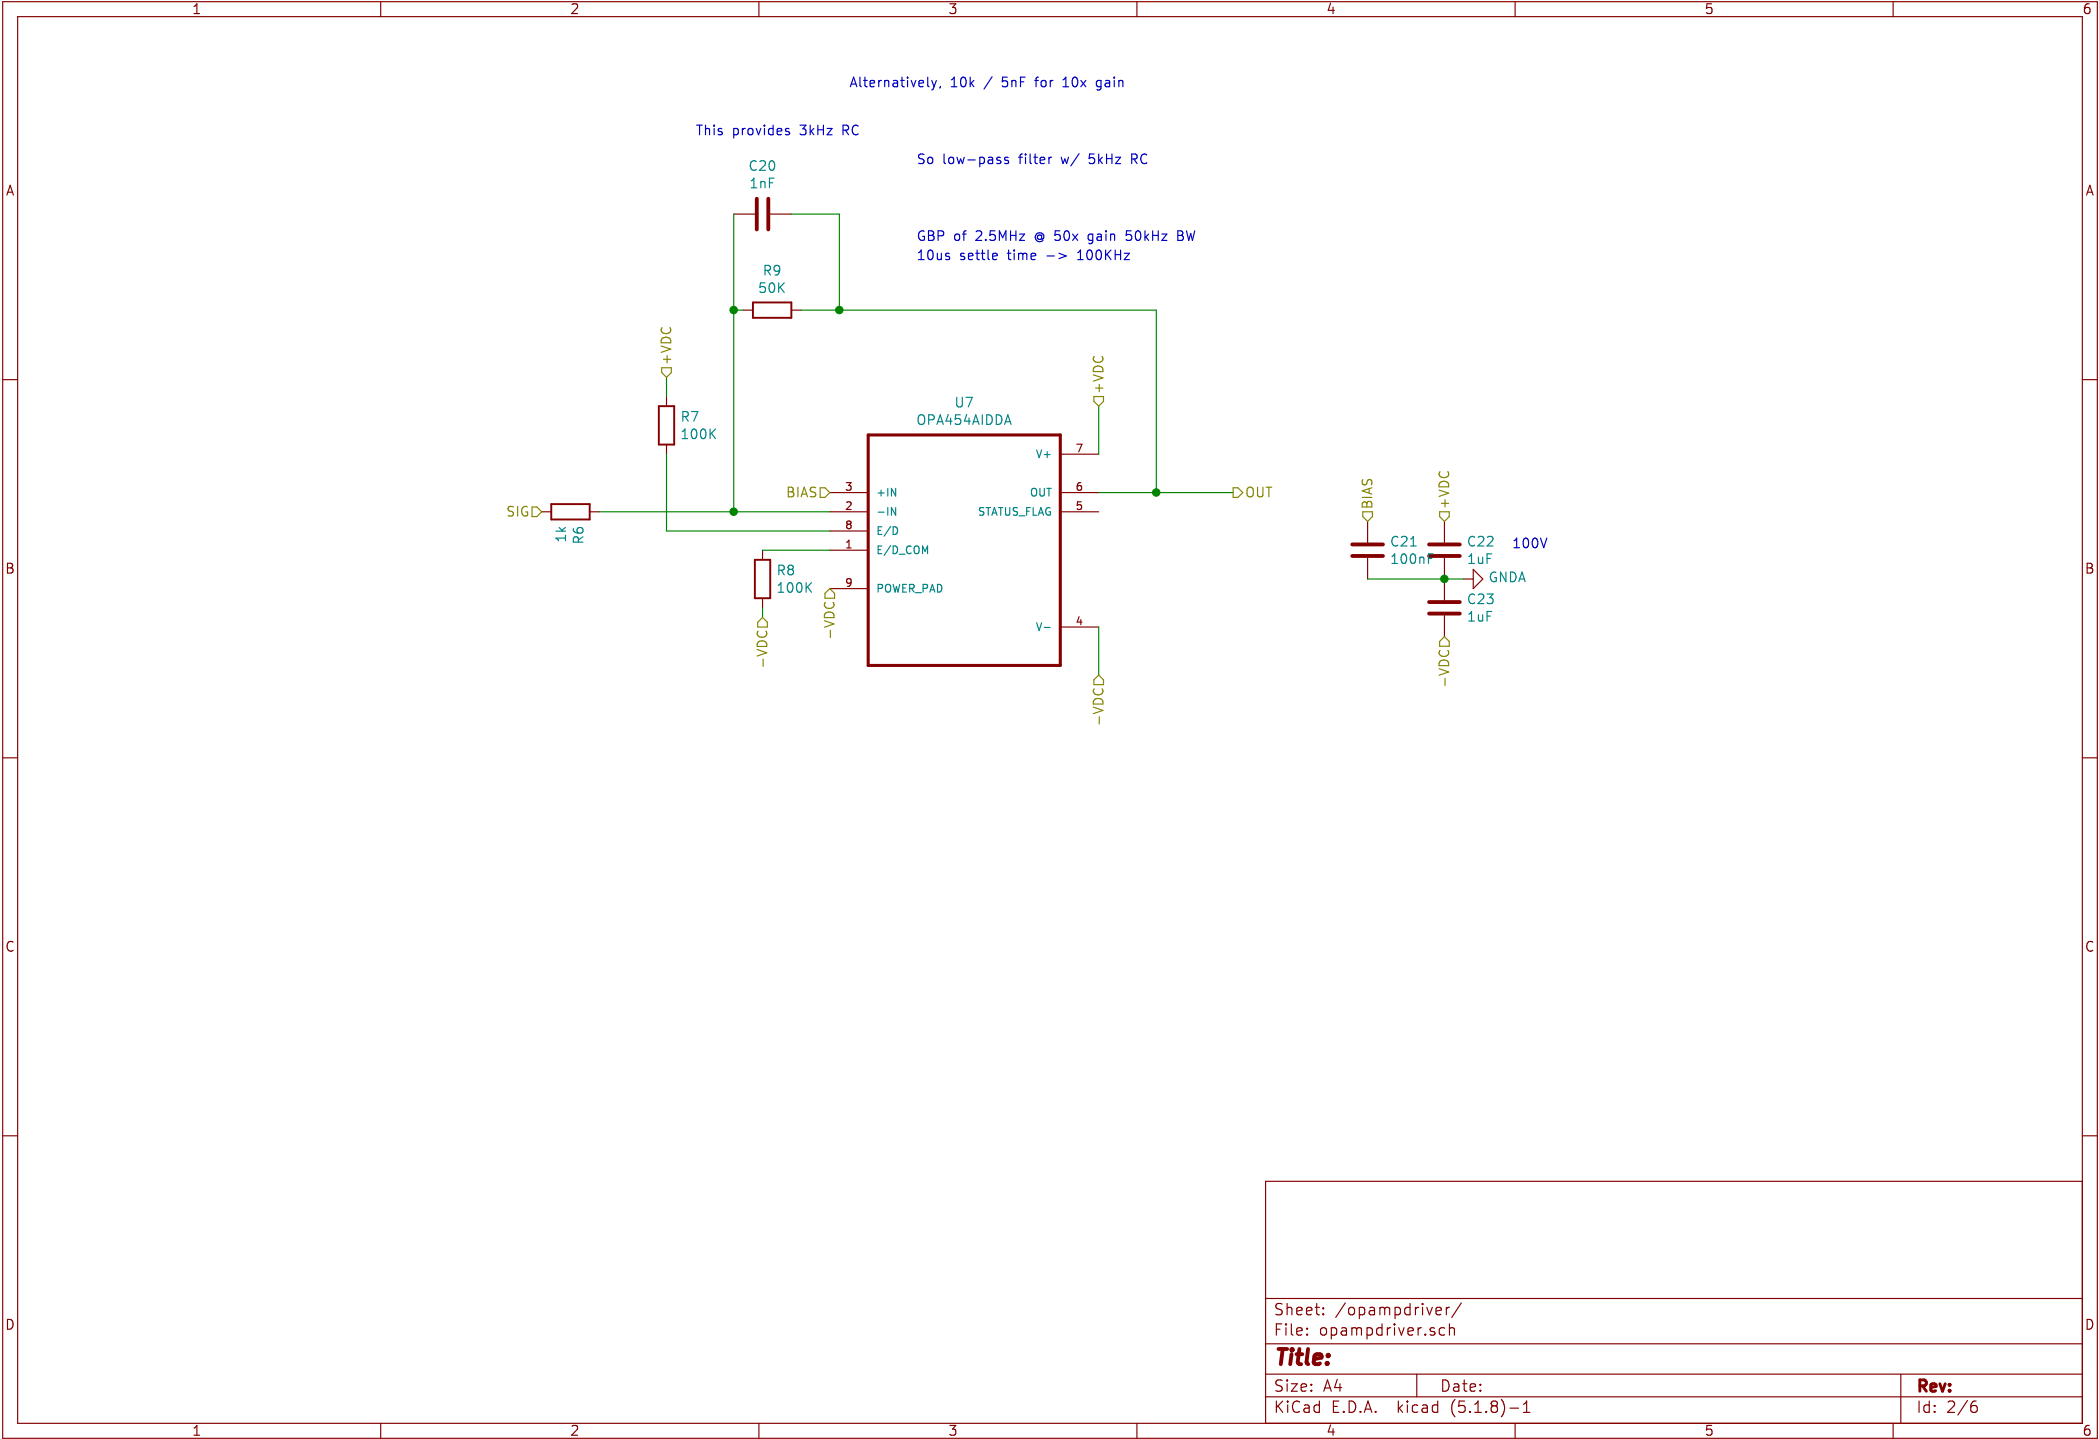 1 2 3 4 5 6
Alternatively, 10k / 5nF for 10x gain
This provides 3kHz RC
So low-pass filter w/ 5kHz RC
C20
1nF
A A
GBP of 2.5MHz @ 50x gain 50kHz BW
10us settle time -> 100KHz
R9
50K
+VDC
+VDC
R7
100K
U7
OPA454AIDDA
V+ 7
BIAS 3 +IN
OUT 6
SIG
1k
R6
2 -IN
STATUS_FLAG 5
8 E/D
1 E/D_COM
R8
100K
9 POWER_PAD
-VDC
-VDC
V- 4
-VDC
BIAS
+VDC
C21
100nF
C22
1uF
100V
GNDA
C23
1uF
-VDC
B B
C C
D D
Sheet: /opampdriver/
File: opampdriver.sch
Title:
Size: A4 Date: Rev:
KiCad E.D.A. kicad (5.1.8)-1 Id: 2/6
1 2 3 4 5 6